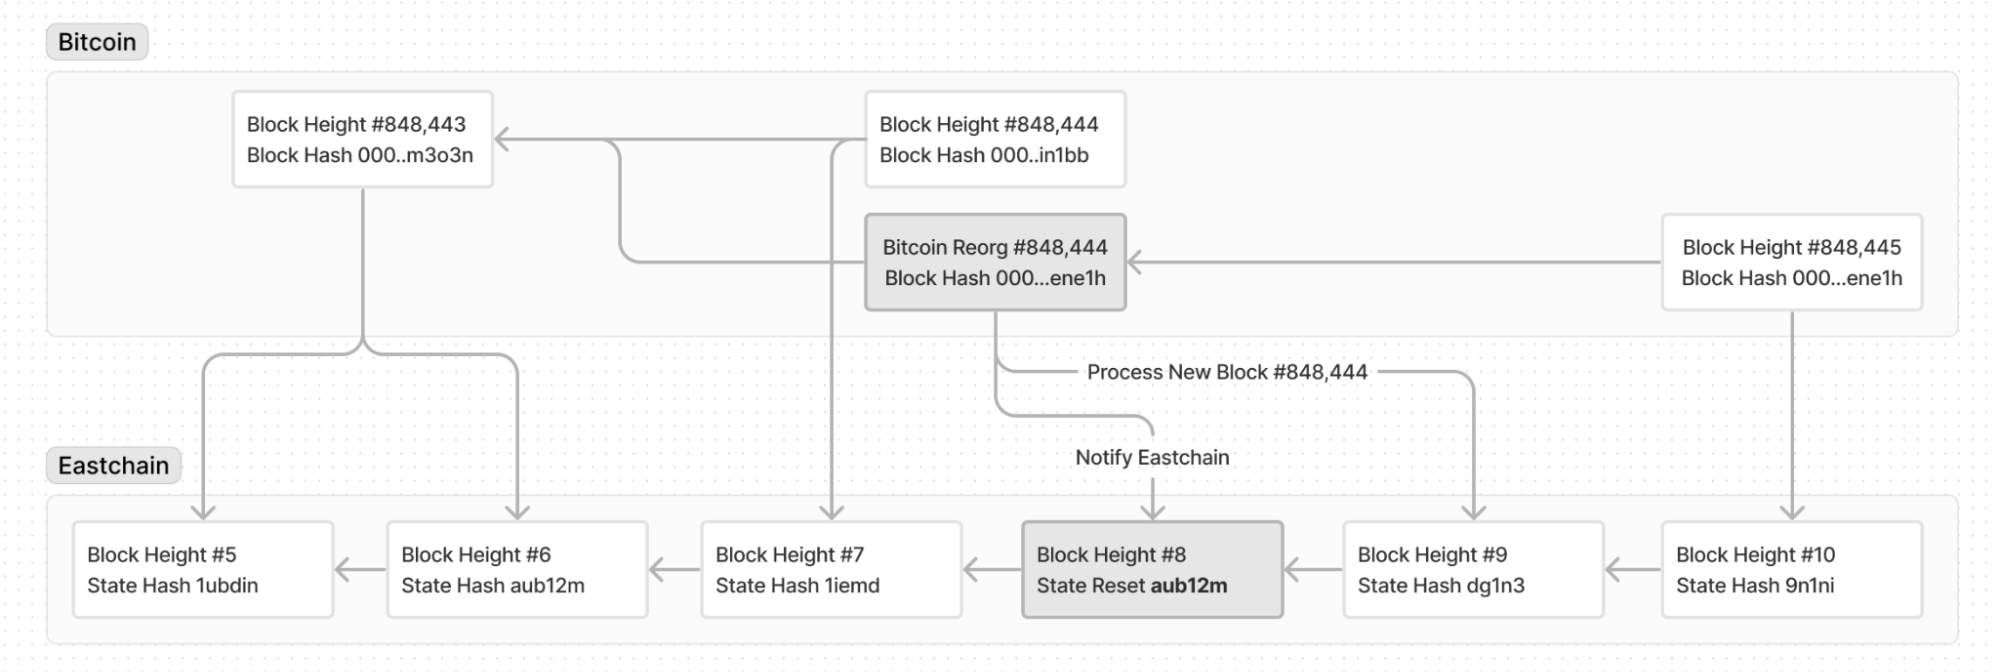 Bitcoin
Block Height #848,443
Block Hash 000..m3o3n
Block Height #848,444
Block Hash 000..in1bb
Bitcoin Reorg #848,444
Block Hash 000...ene1h
Block Height #848,445
Block Hash 000...ene1h
Process New Block #848,444
Notify Eastchain
Eastchain
Block Height #5
State Hash 1ubdin
Block Height #6
State Hash aub12m
Block Height #7
State Hash 1iemd
Block Height #8
State Reset aub12m
Block Height #9
State Hash dg1n3
Block Height #10
State Hash 9n1ni